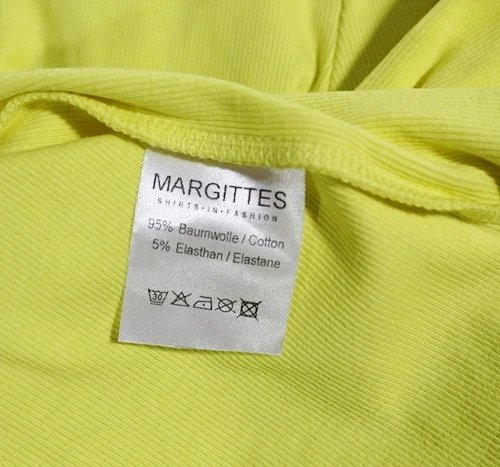 MARGITTES
SHIRTS·IN·FASHION
95% Baumwolle / Cotton
5% Elasthan / Elastane
30